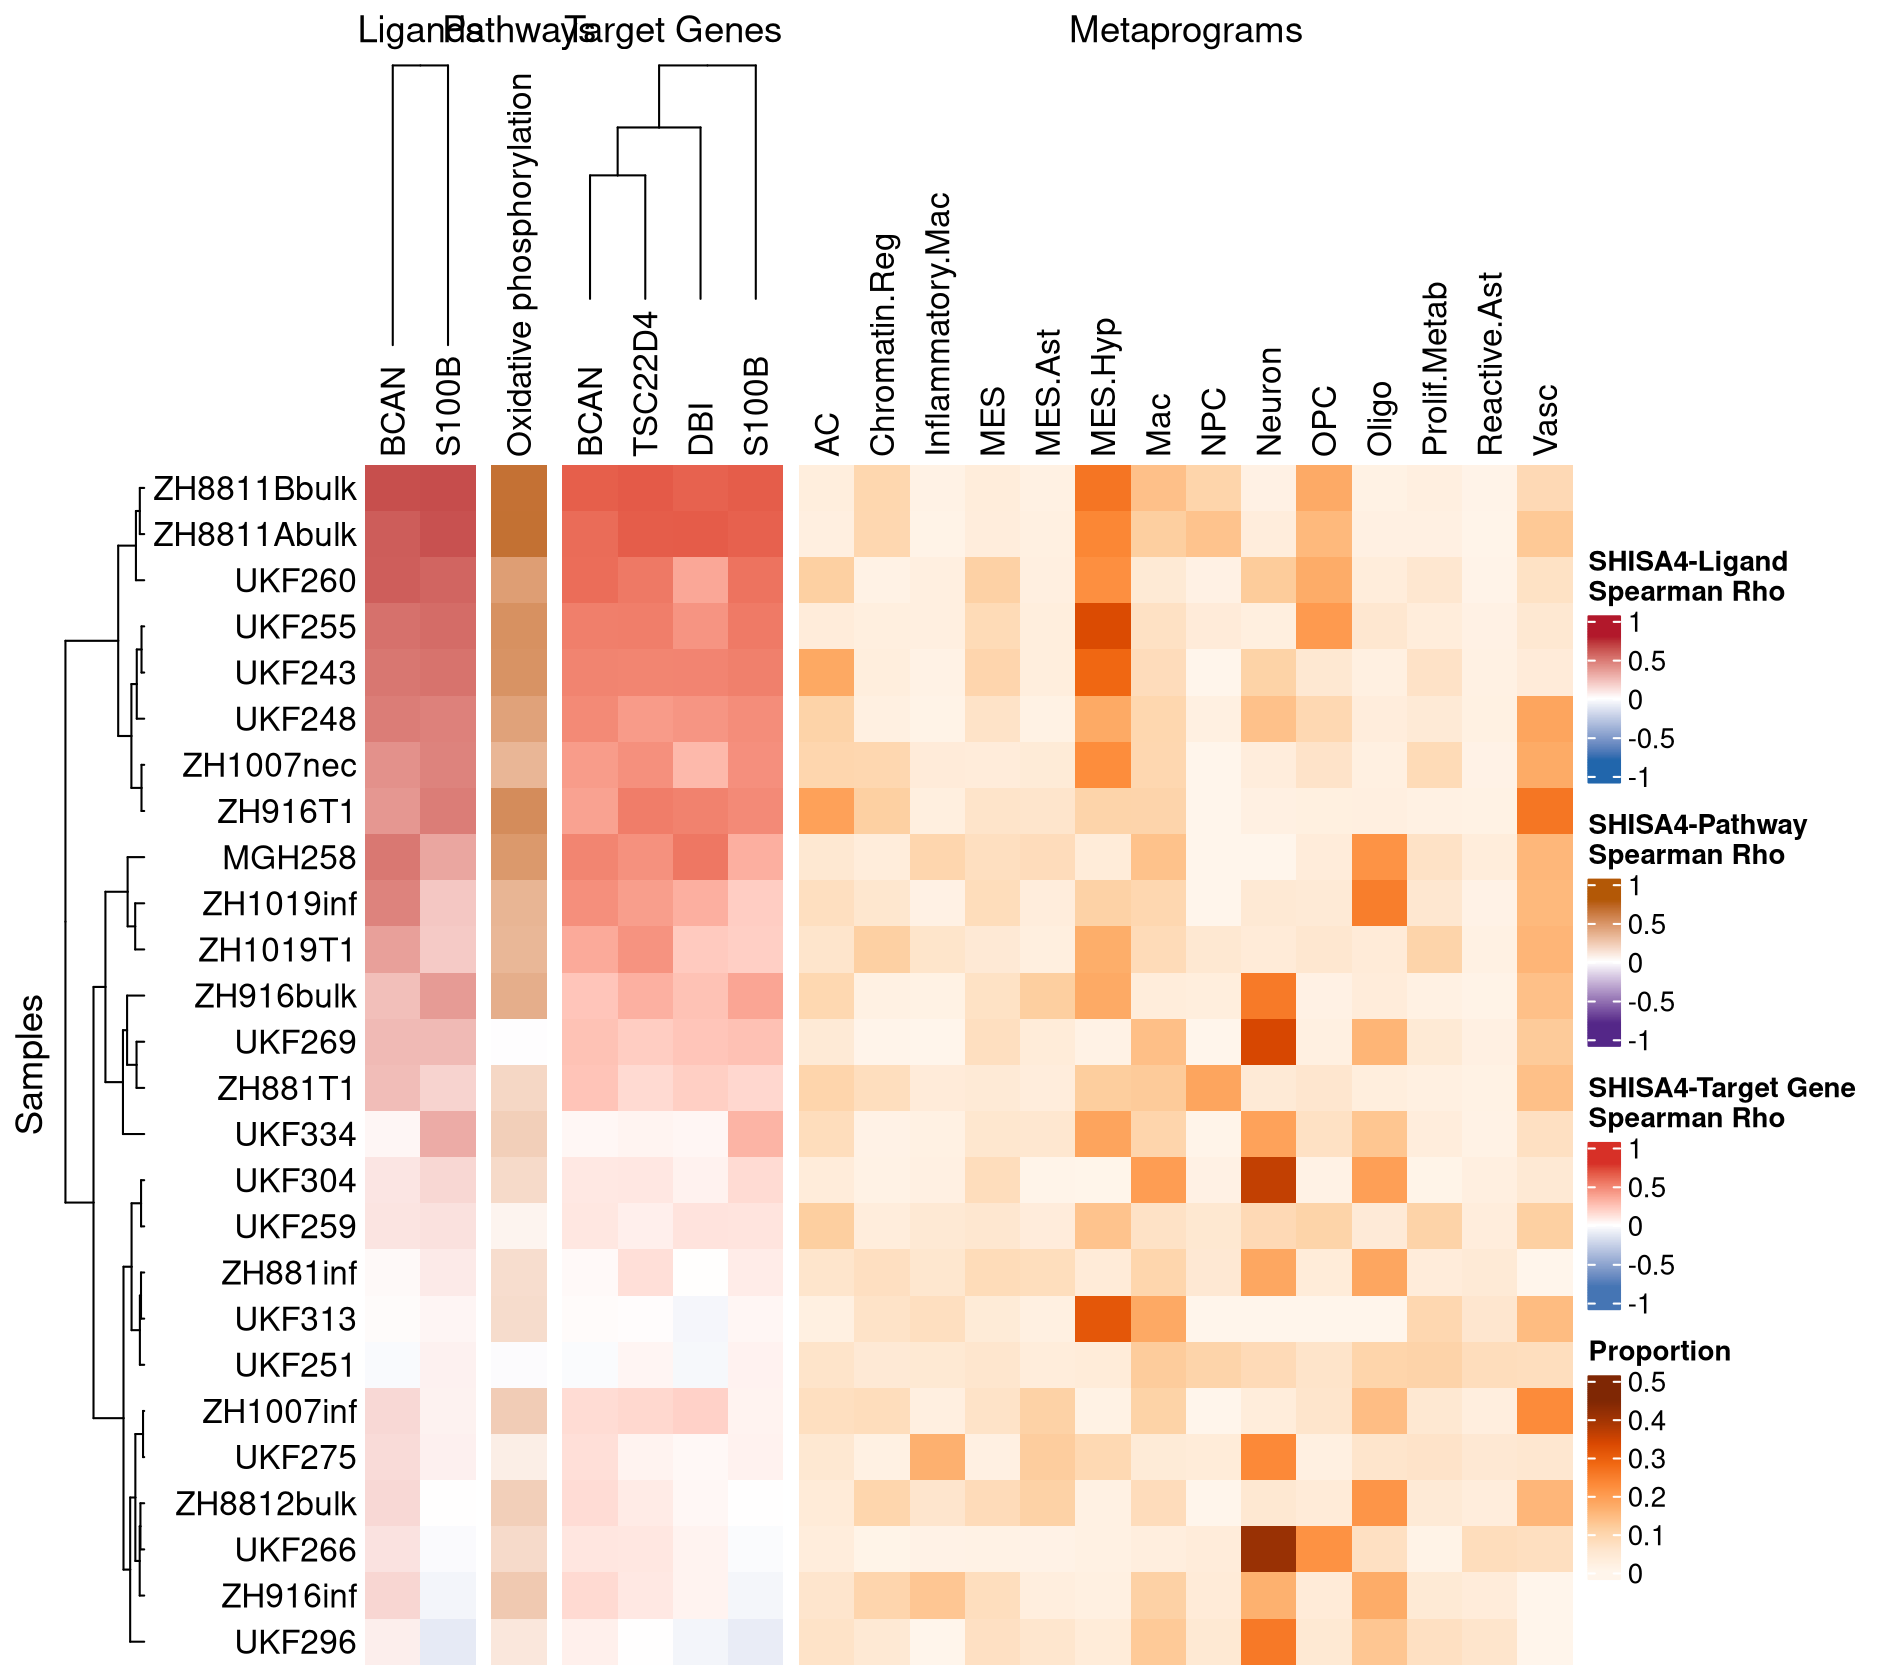 Ligands Pathways Target Genes Metaprograms
BCAN
S100B
Oxidative phosphorylation
BCAN
TSC22D4
DBI
S100B
AC
Chromatin.Reg
Inflammatory.Mac
MES
MES.Ast
MES.Hyp
Mac
NPC
Neuron
OPC
Oligo
Prolif.Metab
Reactive.Ast
Vasc
Samples
ZH8811Bbulk
ZH8811Abulk
UKF260
UKF255
UKF243
UKF248
ZH1007nec
ZH916T1
MGH258
ZH1019inf
ZH1019T1
ZH916bulk
UKF269
ZH881T1
UKF334
UKF304
UKF259
ZH881inf
UKF313
UKF251
ZH1007inf
UKF275
ZH8812bulk
UKF266
ZH916inf
UKF296
SHISA4-Ligand
Spearman Rho
1
0.5
0
-0.5
-1
SHISA4-Pathway
Spearman Rho
1
0.5
0
-0.5
-1
SHISA4-Target Gene
Spearman Rho
1
0.5
0
-0.5
-1
Proportion
0.5
0.4
0.3
0.2
0.1
0